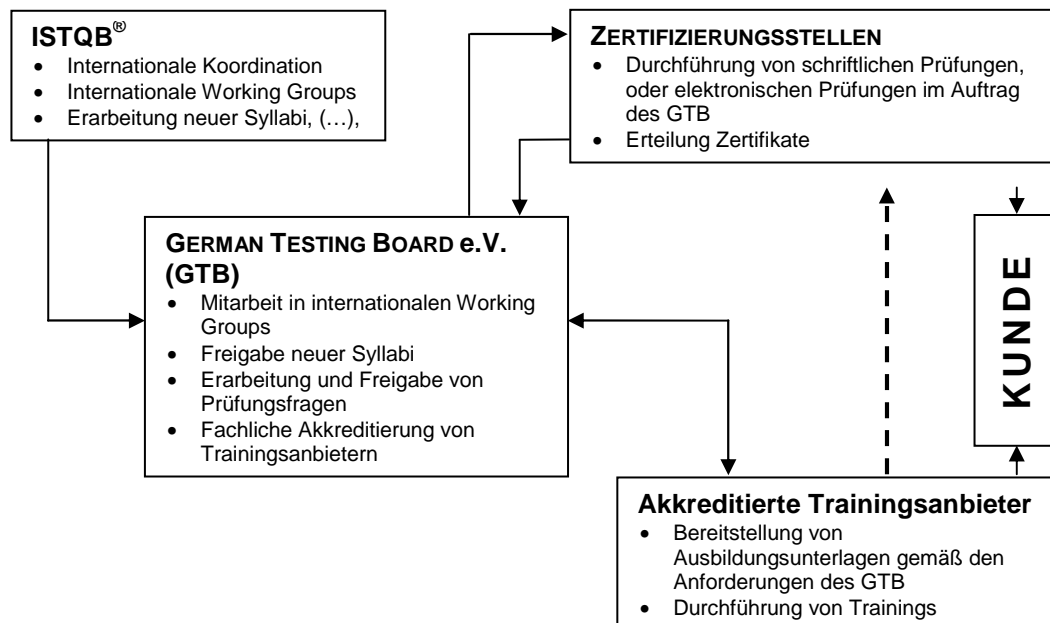 ISTQB®
• Internationale Koordination
• Internationale Working Groups
• Erarbeitung neuer Syllabi, (…),
ZERTIFIZIERUNGSSTELLEN
• Durchführung von schriftlichen Prüfungen,
oder elektronischen Prüfungen im Auftrag
des GTB
• Erteilung Zertifikate
GERMAN TESTING BOARD e.V.
(GTB)
• Mitarbeit in internationalen Working
Groups
• Freigabe neuer Syllabi
• Erarbeitung und Freigabe von
Prüfungsfragen
• Fachliche Akkreditierung von
Trainingsanbietern
KUNDE
Akkreditierte Trainingsanbieter
• Bereitstellung von
Ausbildungsunterlagen gemäß den
Anforderungen des GTB
• Durchführung von Trainings